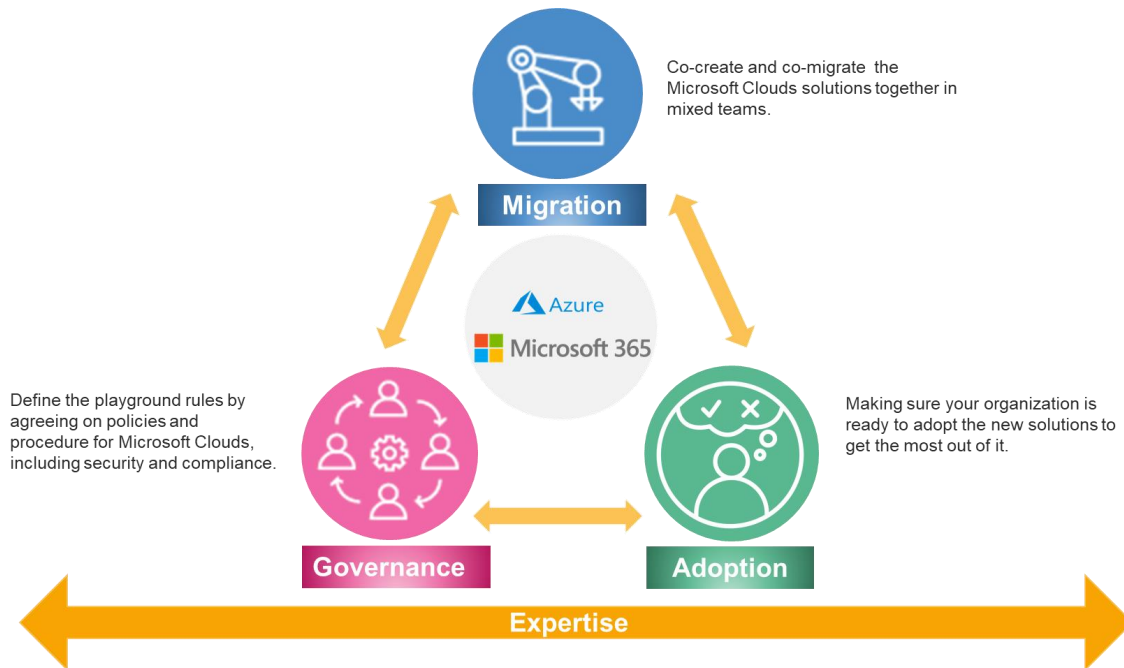 Co-create and co-migrate the
Microsoft Clouds solutions together in
mixed teams.
Migration
Azure
Microsoft 365
Define the playground rules by
agreeing on policies and
procedure for Microsoft Clouds,
including security and compliance.
Making sure your organization is
ready to adopt the new solutions to
get the most out of it.
Governance
Adoption
Expertise